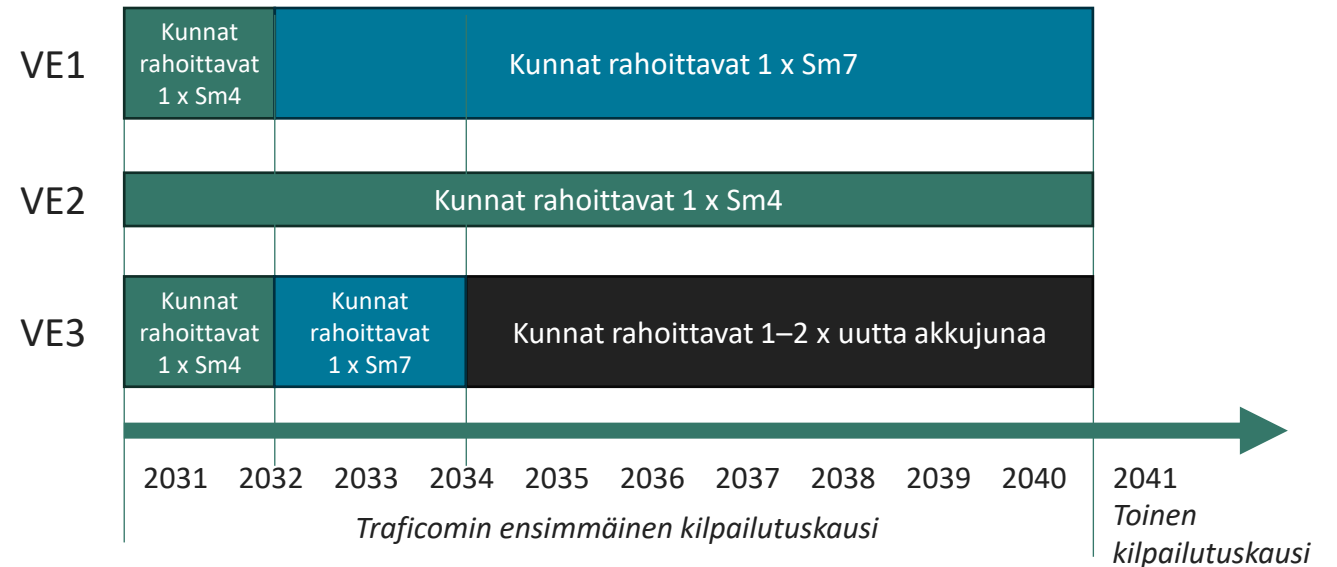 VE1
Kunnat
rahoittavat
1 x Sm4
Kunnat rahoittavat 1 x Sm7
VE2
Kunnat rahoittavat 1 x Sm4
VE3
Kunnat
rahoittavat
1 x Sm4
Kunnat
rahoittavat
1 x Sm7
Kunnat rahoittavat 1–2 x uutta akkujunaa
2031 2032 2033 2034 2035 2036 2037 2038 2039 2040 2041
Traficomin ensimmäinen kilpailutuskausi
Toinen
kilpailutuskausi